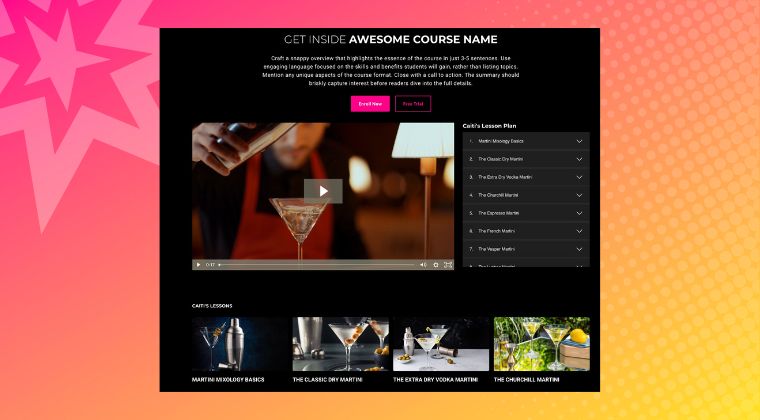 GET INSIDE AWESOME COURSE NAME
Craft a snappy overview that highlights the essence of the course in just 3-5 sentences. Use
engaging language focused on the skills and benefits students will gain, rather than listing topics.
Mention any unique aspects of the course format. Close with a call to action. The summary should
briskly capture interest before readers dive into the full details.
Enroll Now
Free Trial
0:17
Caiti's Lesson Plan
1. Martini Mixology Basics
2. The Classic Dry Martini
3. The Extra Dry Vodka Martini
4. The Churchill Martini
5. The Espresso Martini
6. The French Martini
7. The Vesper Martini
CAITI'S LESSONS
MARTINI MIXOLOGY BASICS
THE CLASSIC DRY MARTINI
THE EXTRA DRY VODKA MARTINI
THE CHURCHILL MARTINI